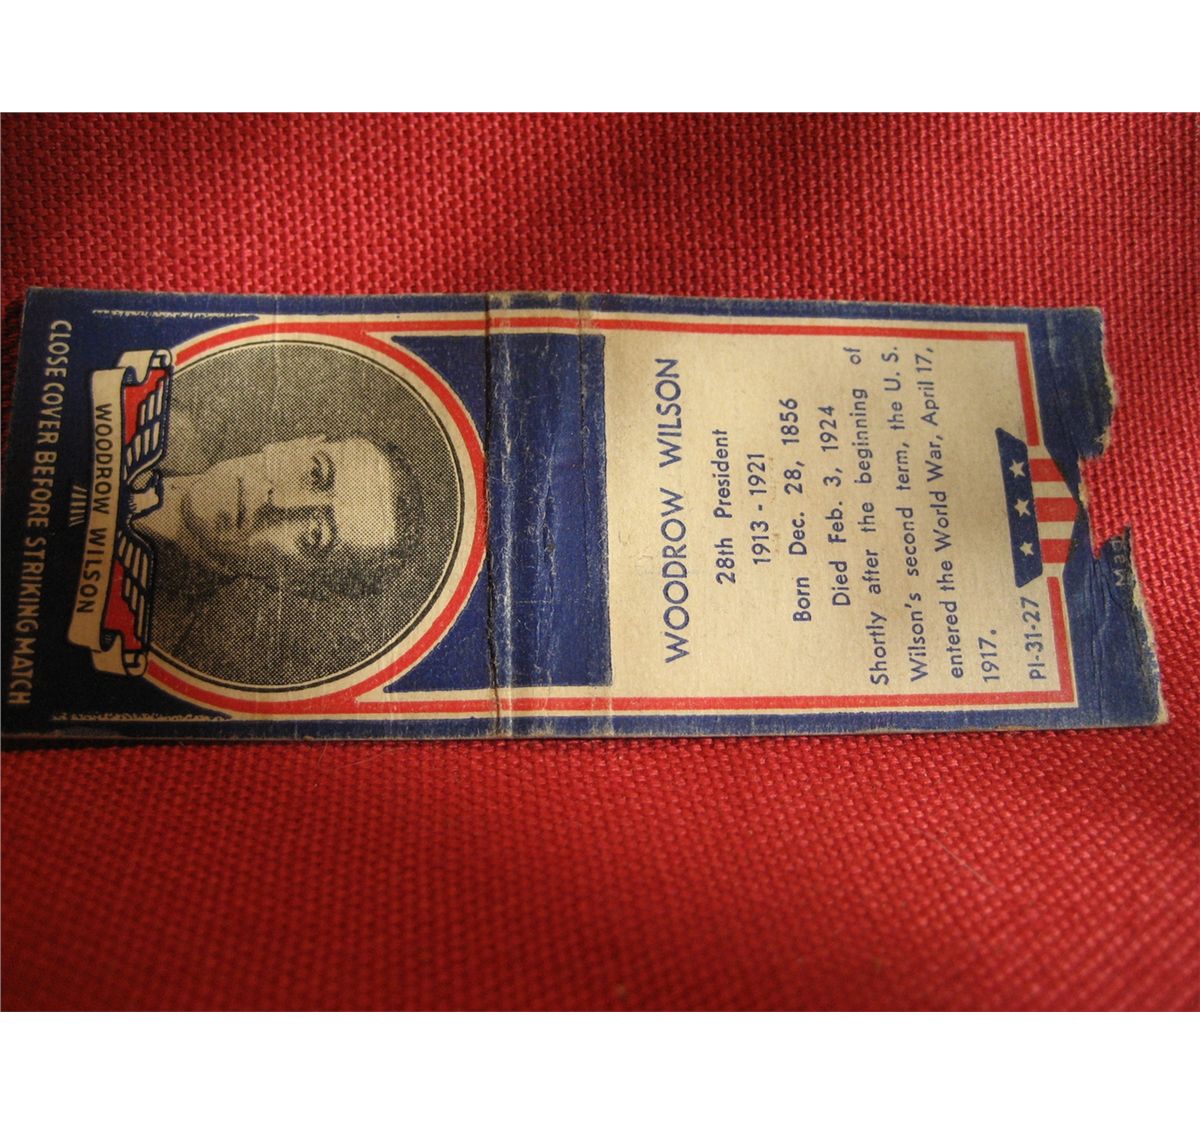 CLOSE COVER BEFORE STRIKING MATCH
WOODROW WILSON
WOODROW WILSON
28th President
1913 - 1921
Born Dec. 28, 1856
Died Feb. 3, 1924
Shortly after the beginning of
Wilson's second term, the U. S.
entered the World War, April 17,
1917.
PI-31-27